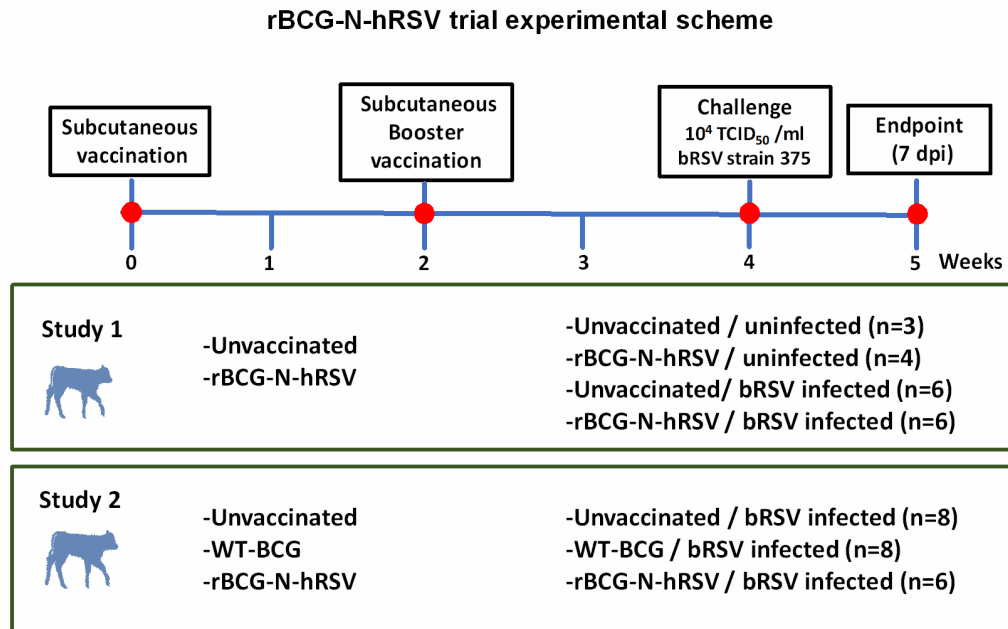 rBCG-N-hRSV trial experimental scheme
Subcutaneous
vaccination
Subcutaneous
Booster
vaccination
Challenge
10⁴ TCID₅₀ /ml
bRSV strain 375
Endpoint
(7 dpi)
0 1 2 3 4 5 Weeks
Study 1
-Unvaccinated
-rBCG-N-hRSV
-Unvaccinated / uninfected (n=3)
-rBCG-N-hRSV / uninfected (n=4)
-Unvaccinated/ bRSV infected (n=6)
-rBCG-N-hRSV / bRSV infected (n=6)
Study 2
-Unvaccinated
-WT-BCG
-rBCG-N-hRSV
-Unvaccinated / bRSV infected (n=8)
-WT-BCG / bRSV infected (n=8)
-rBCG-N-hRSV / bRSV infected (n=6)